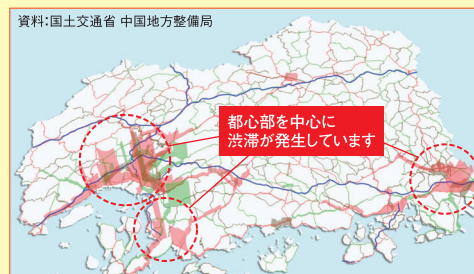 資料:国土交通省 中国地方整備局
都心部を中心に
渋滞が発生しています